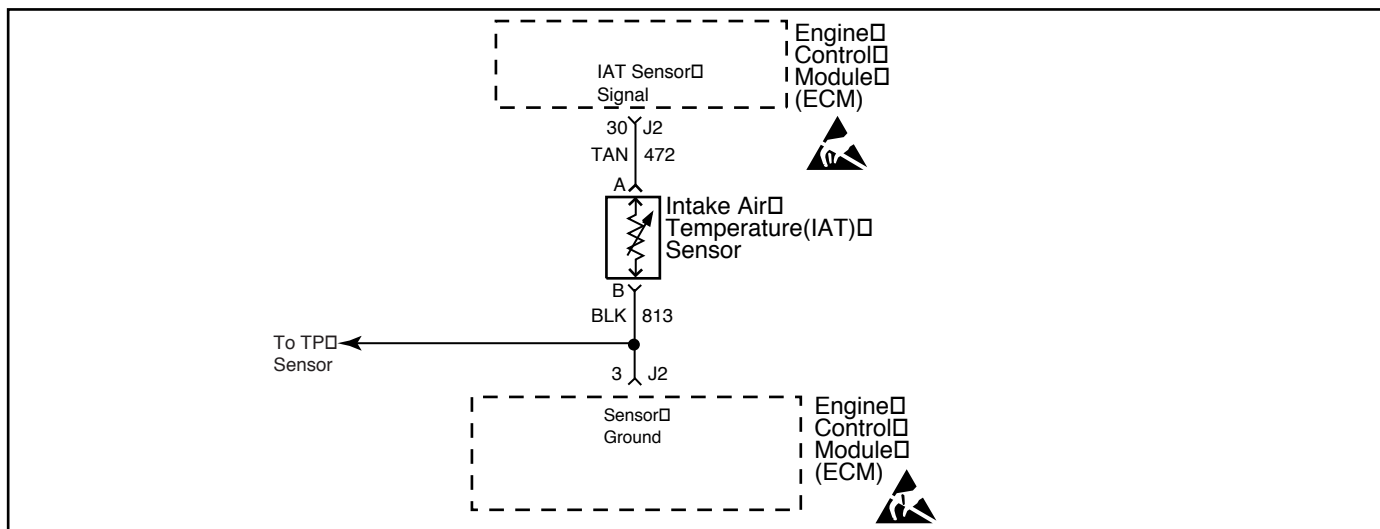 Engine
Control
Module
(ECM)
IAT Sensor
Signal
30 J2
TAN 472
A
Intake Air
Temperature(IAT)
Sensor
B
BLK 813
To TP
Sensor
3 J2
Sensor
Ground
Engine
Control
Module
(ECM)